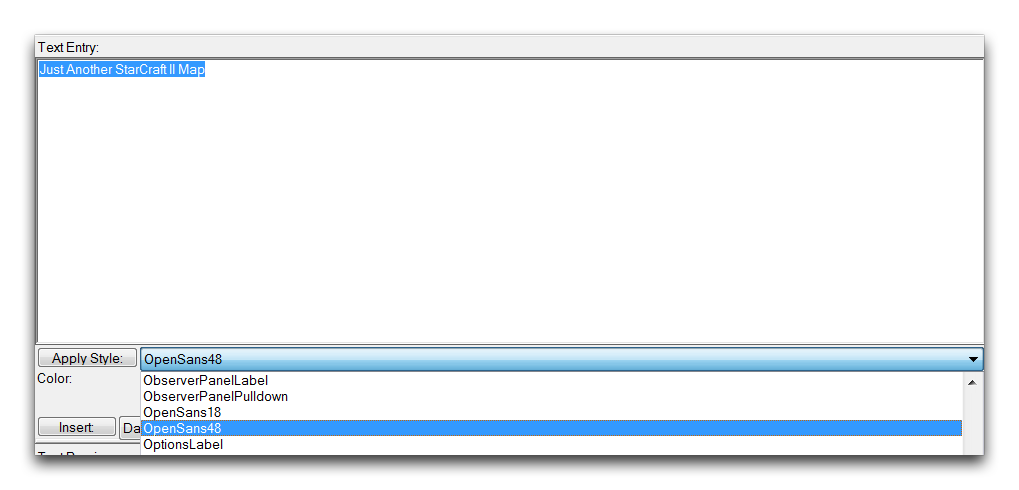 Text Entry:
Just Another StarCraft II Map
Apply Style:
OpenSans48
Color:
ObserverPanelLabel
ObserverPanelPulldown
OpenSans18
Insert:
Da
OpenSans48
OptionsLabel